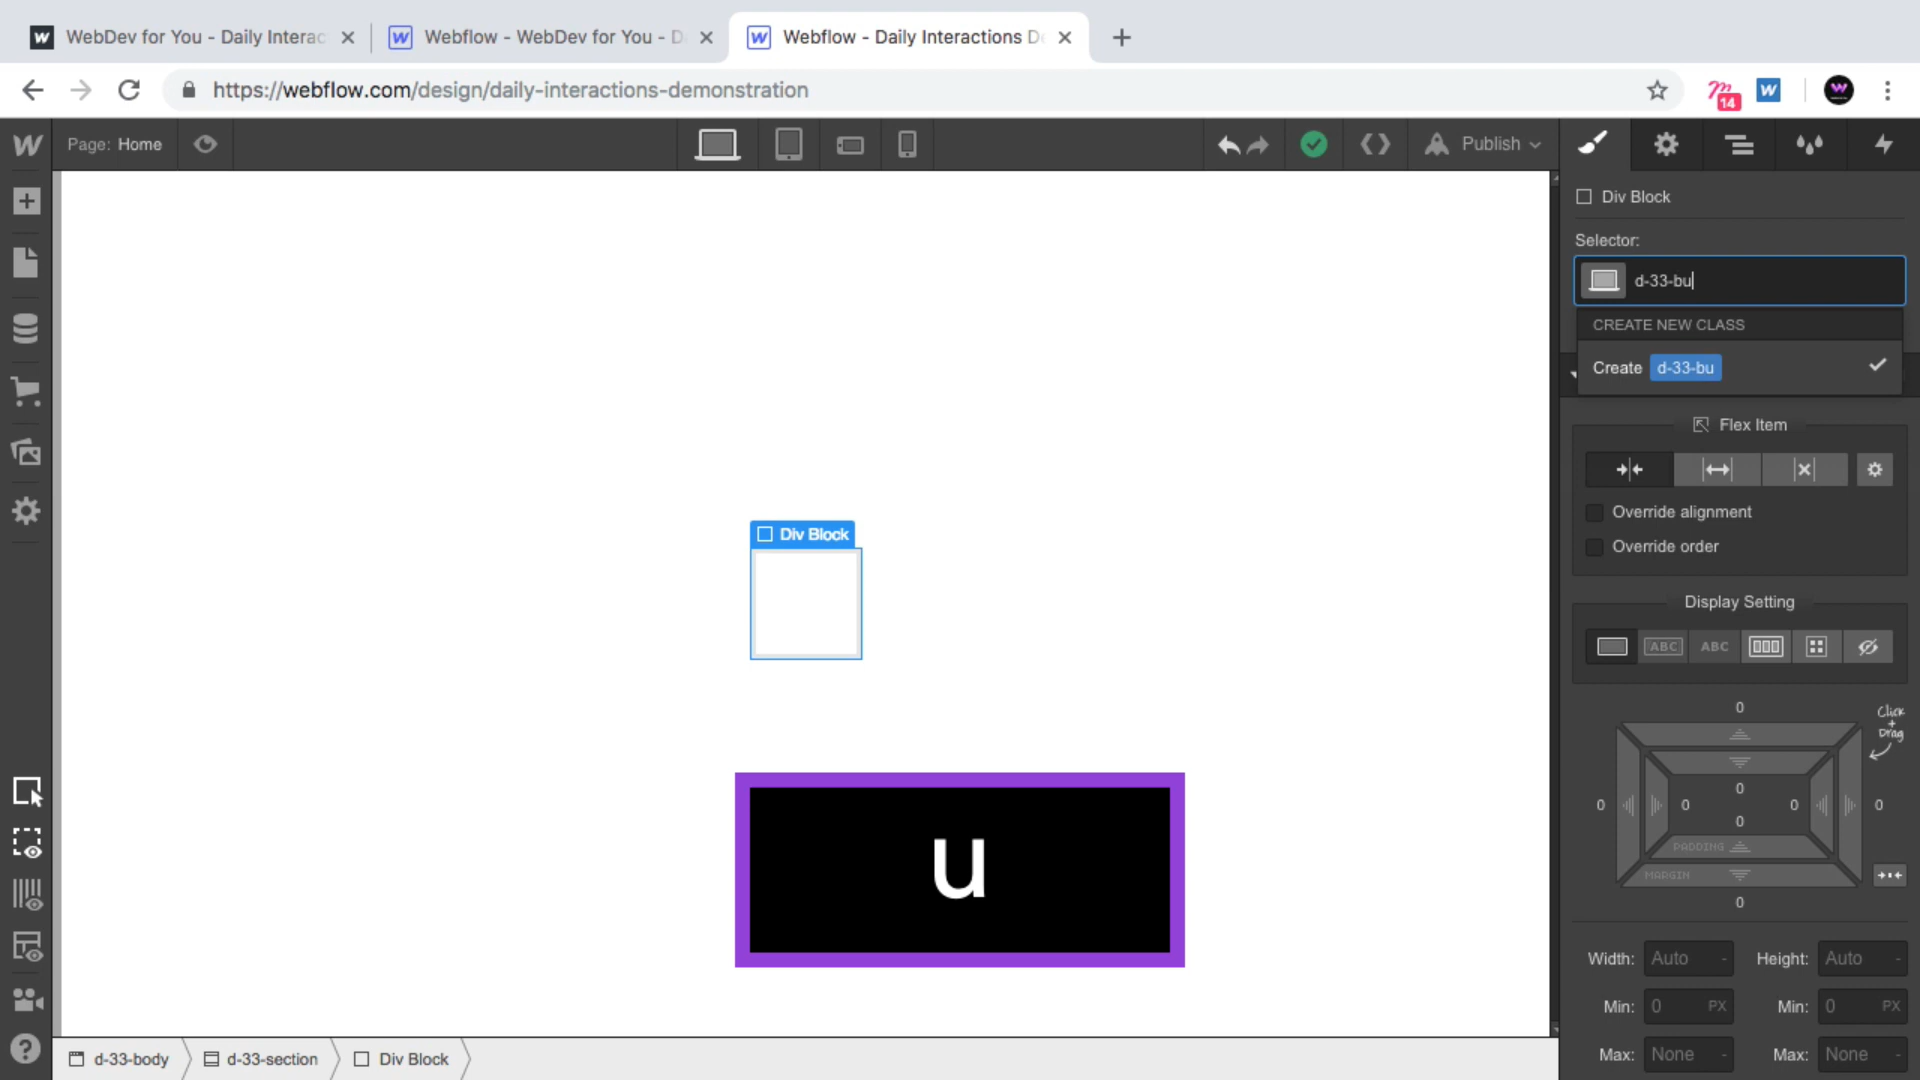 WebDev for You - Daily Interac
Webflow - WebDev for You - D
Webflow - Daily Interactions De
https://webflow.com/design/daily-interactions-demonstration
14
Page: Home
Publish
Div Block
Selector:
d-33-bu
CREATE NEW CLASS
Create d-33-bu
Flex Item
Override alignment
Override order
Display Setting
ABC
ABC
Click
+
Drag
0
0
0 0 0 0
0
PADDING
MARGIN
0
Width: Auto - Height: Auto -
Min: 0 PX Min: 0 PX
Max: None - Max: None -
Div Block
u
d-33-body
d-33-section
Div Block